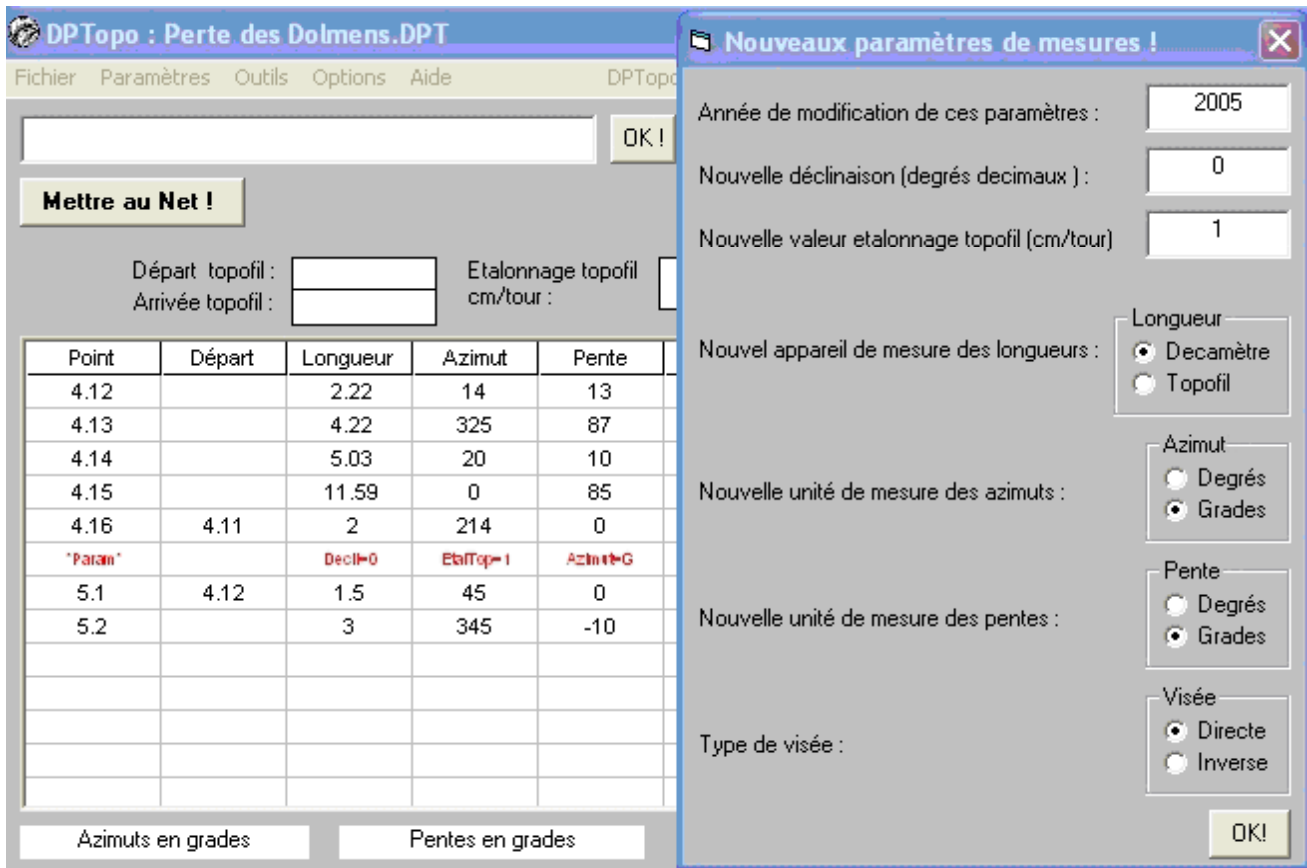 DPTopo : Perte des Dolmens.DPT
Fichier Paramètres Outils Options Aide DPTopo
OK !
Mettre au Net !
Départ topofil :
Arrivée topofil :
Etalonnage topofil
cm/tour :
Point Départ Longueur Azimut Pente
4.12 2.22 14 13
4.13 4.22 325 87
4.14 5.03 20 10
4.15 11.59 0 85
4.16 4.11 2 214 0
*Param* Decli=0 EtalTop=1 Azimut=G
5.1 4.12 1.5 45 0
5.2 3 345 -10
Azimuts en grades Pentes en grades
Nouveaux paramètres de mesures !
Année de modification de ces paramètres : 2005
Nouvelle déclinaison (degrés decimaux ) : 0
Nouvelle valeur etalonnage topofil (cm/tour) 1
Longueur
Nouvel appareil de mesure des longueurs : Decamètre
Topofil
Azimut
Degrés
Nouvelle unité de mesure des azimuts :
Grades
Pente
Degrés
Nouvelle unité de mesure des pentes :
Grades
Visée
Directe
Type de visée :
Inverse
OK!